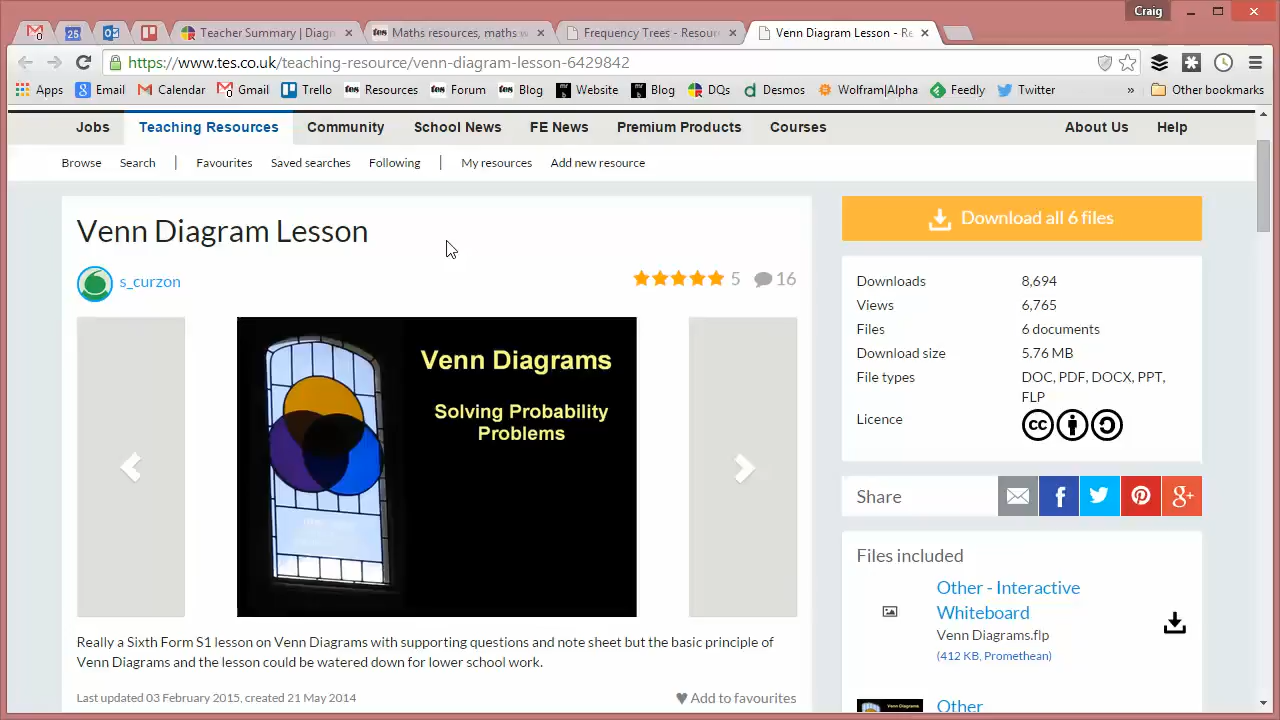 Craig
Teacher Summary | Diagn
Maths resources, maths w
Frequency Trees - Resour
Venn Diagram Lesson - Re
https://www.tes.co.uk/teaching-resource/venn-diagram-lesson-6429842
Apps Email Calendar Gmail Trello Resources Forum Blog Website Blog DQs Desmos Wolfram|Alpha Feedly Twitter » Other bookmarks
Jobs Teaching Resources Community School News FE News Premium Products Courses About Us Help
Browse Search | Favourites Saved searches Following | My resources Add new resource
Venn Diagram Lesson
s_curzon
5 16
Venn Diagrams
Solving Probability
Problems
Really a Sixth Form S1 lesson on Venn Diagrams with supporting questions and note sheet but the basic principle of
Venn Diagrams and the lesson could be watered down for lower school work.
Last updated 03 February 2015, created 21 May 2014
Add to favourites
Download all 6 files
Downloads 8,694
Views 6,765
Files 6 documents
Download size 5.76 MB
File types DOC, PDF, DOCX, PPT,
FLP
Licence
Share
Files included
Other - Interactive
Whiteboard
Venn Diagrams.flp
(412 KB, Promethean)
Other